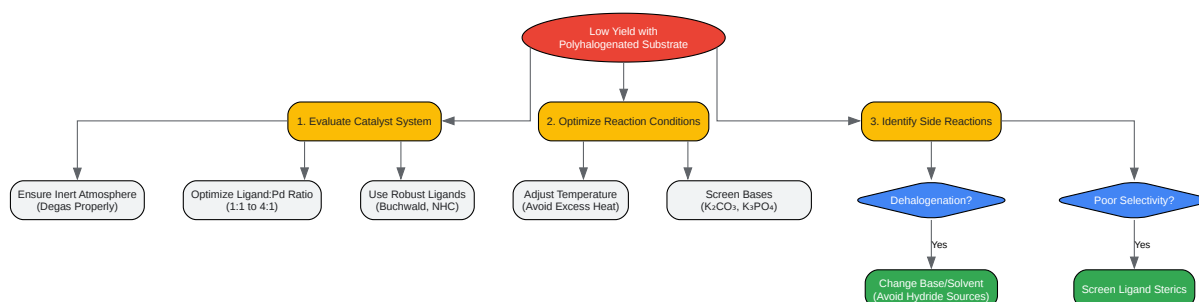 Low Yield with
Polyhalogenated Substrate
1. Evaluate Catalyst System
2. Optimize Reaction Conditions
3. Identify Side Reactions
Ensure Inert Atmosphere
(Degas Properly)
Optimize Ligand:Pd Ratio
(1:1 to 4:1)
Use Robust Ligands
(Buchwald, NHC)
Adjust Temperature
(Avoid Excess Heat)
Screen Bases
(K₂CO₃, K₃PO₄)
Dehalogenation?
Poor Selectivity?
Yes
Yes
Change Base/Solvent
(Avoid Hydride Sources)
Screen Ligand Sterics